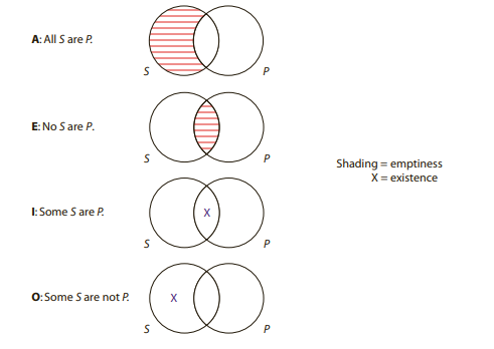 A: All S are P.
S P
E: No S are P.
S P
Shading = emptiness
X = existence
I: Some S are P.
X
S P
O: Some S are not P.
X
S P